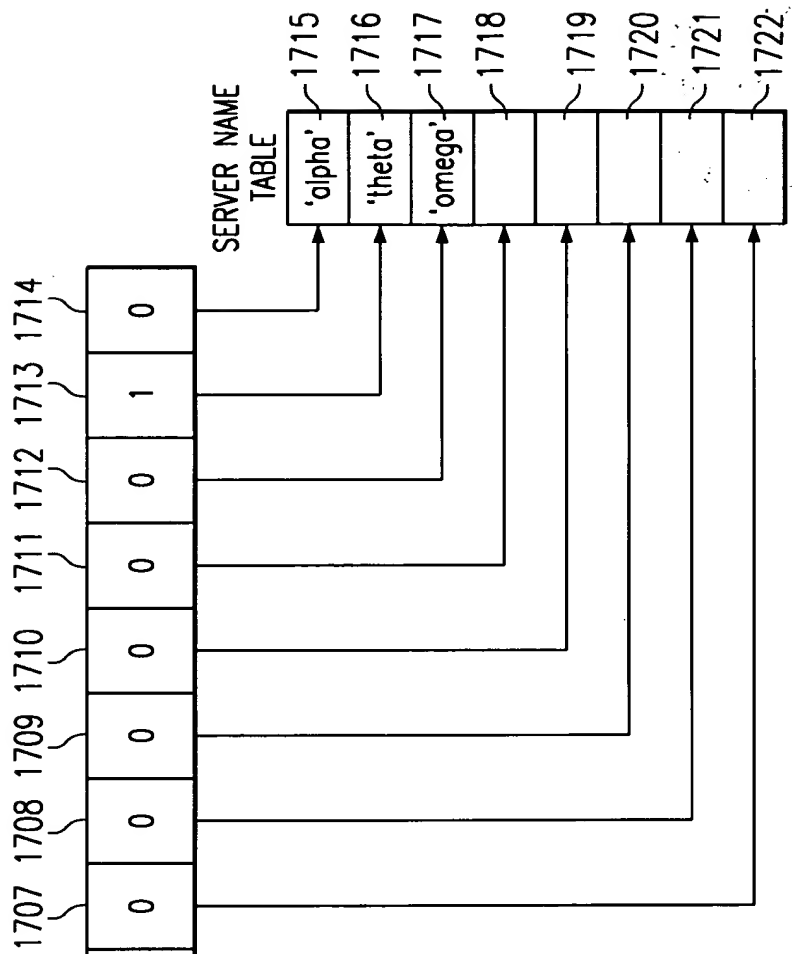 1707 1708 1709 1710 1711 1712 1713 1714
0 0 0 0 0 0 1 0
SERVER NAME
TABLE
'alpha' 1715
'theta' 1716
'omega' 1717
1718
1719
1720
1721
1722